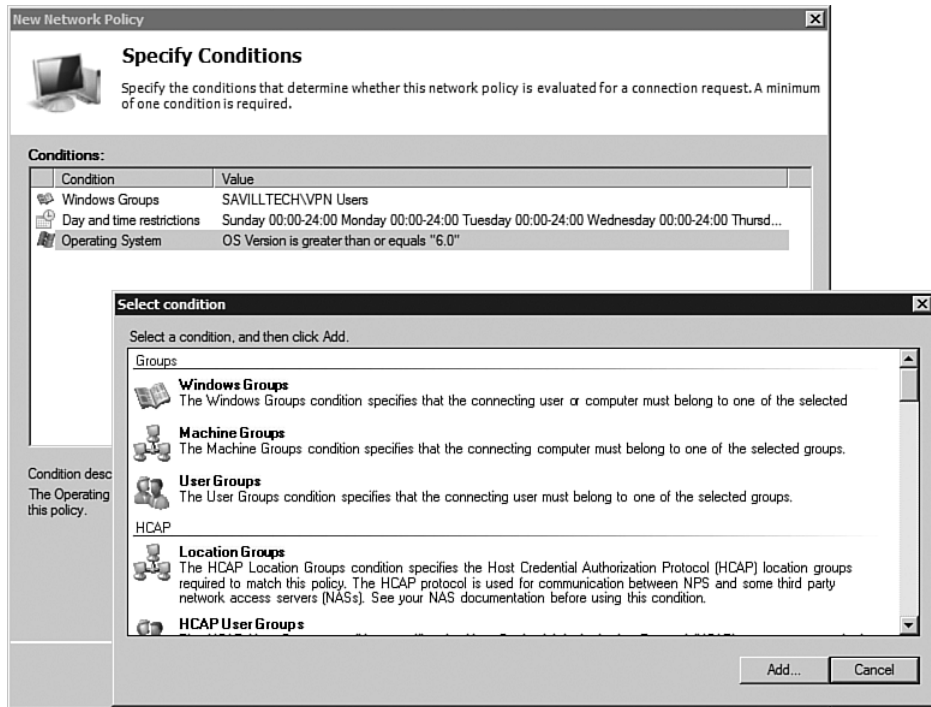 New Network Policy
Specify Conditions
Specify the conditions that determine whether this network policy is evaluated for a connection request. A minimum
of one condition is required.
Conditions:
Condition Value
Windows Groups SAVILLTECH\VPN Users
Day and time restrictions Sunday 00:00-24:00 Monday 00:00-24:00 Tuesday 00:00-24:00 Wednesday 00:00-24:00 Thursd...
Operating System OS Version is greater than or equals "6.0"
Condition desc
The Operating
this policy.
Select condition
Select a condition, and then click Add.
Groups
Windows Groups
The Windows Groups condition specifies that the connecting user or computer must belong to one of the selected
Machine Groups
The Machine Groups condition specifies that the connecting computer must belong to one of the selected groups.
User Groups
The User Groups condition specifies that the connecting user must belong to one of the selected groups.
HCAP
Location Groups
The HCAP Location Groups condition specifies the Host Credential Authorization Protocol (HCAP) location groups
required to match this policy. The HCAP protocol is used for communication between NPS and some third party
network access servers (NASs). See your NAS documentation before using this condition.
HCAP User Groups
Add...
Cancel